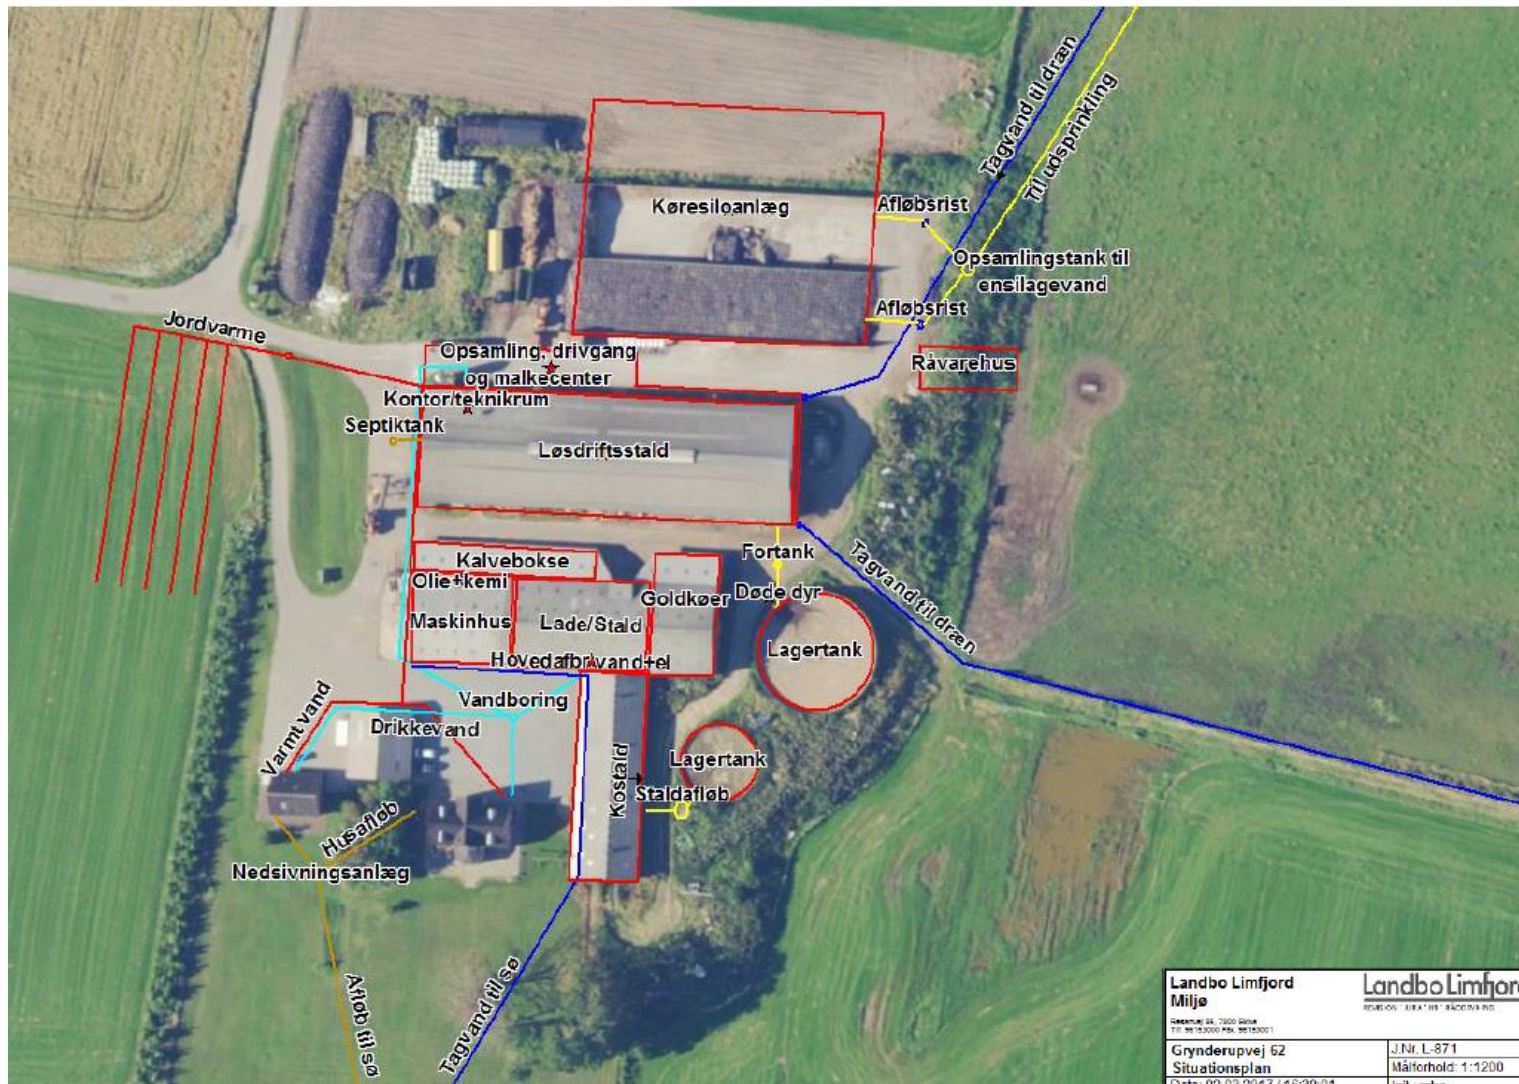 Tagvand til dræn
Til udsprinkling
Køresiloanlæg
Afløbsrist
Opsamlingstank til
ensilagevand
Afløbsrist
Jordvarme
Opsamling, drivgang
og malkecenter
Råvarehus
Kontor/teknikrum
Septiktank
Løsdriftsstald
Fortank
Tagvand til dræn
Kalvebokse
Olie+kemi
Goldkøer
Døde dyr
Maskinhus
Lade/Stald
Lagertank
Hovedafbr vand+el
Vandboring
Varmtvand
Drikkevand
Kostald
Lagertank
Staldafløb
Husafløb
Nedsivningsanlæg
Afløb til sø
Tagvand til sø
Landbo Limfjord
Miljø
Landbo Limfjord
Grynderupvej 62
Situationsplan
J.Nr. L-871
Målforhold: 1:1200